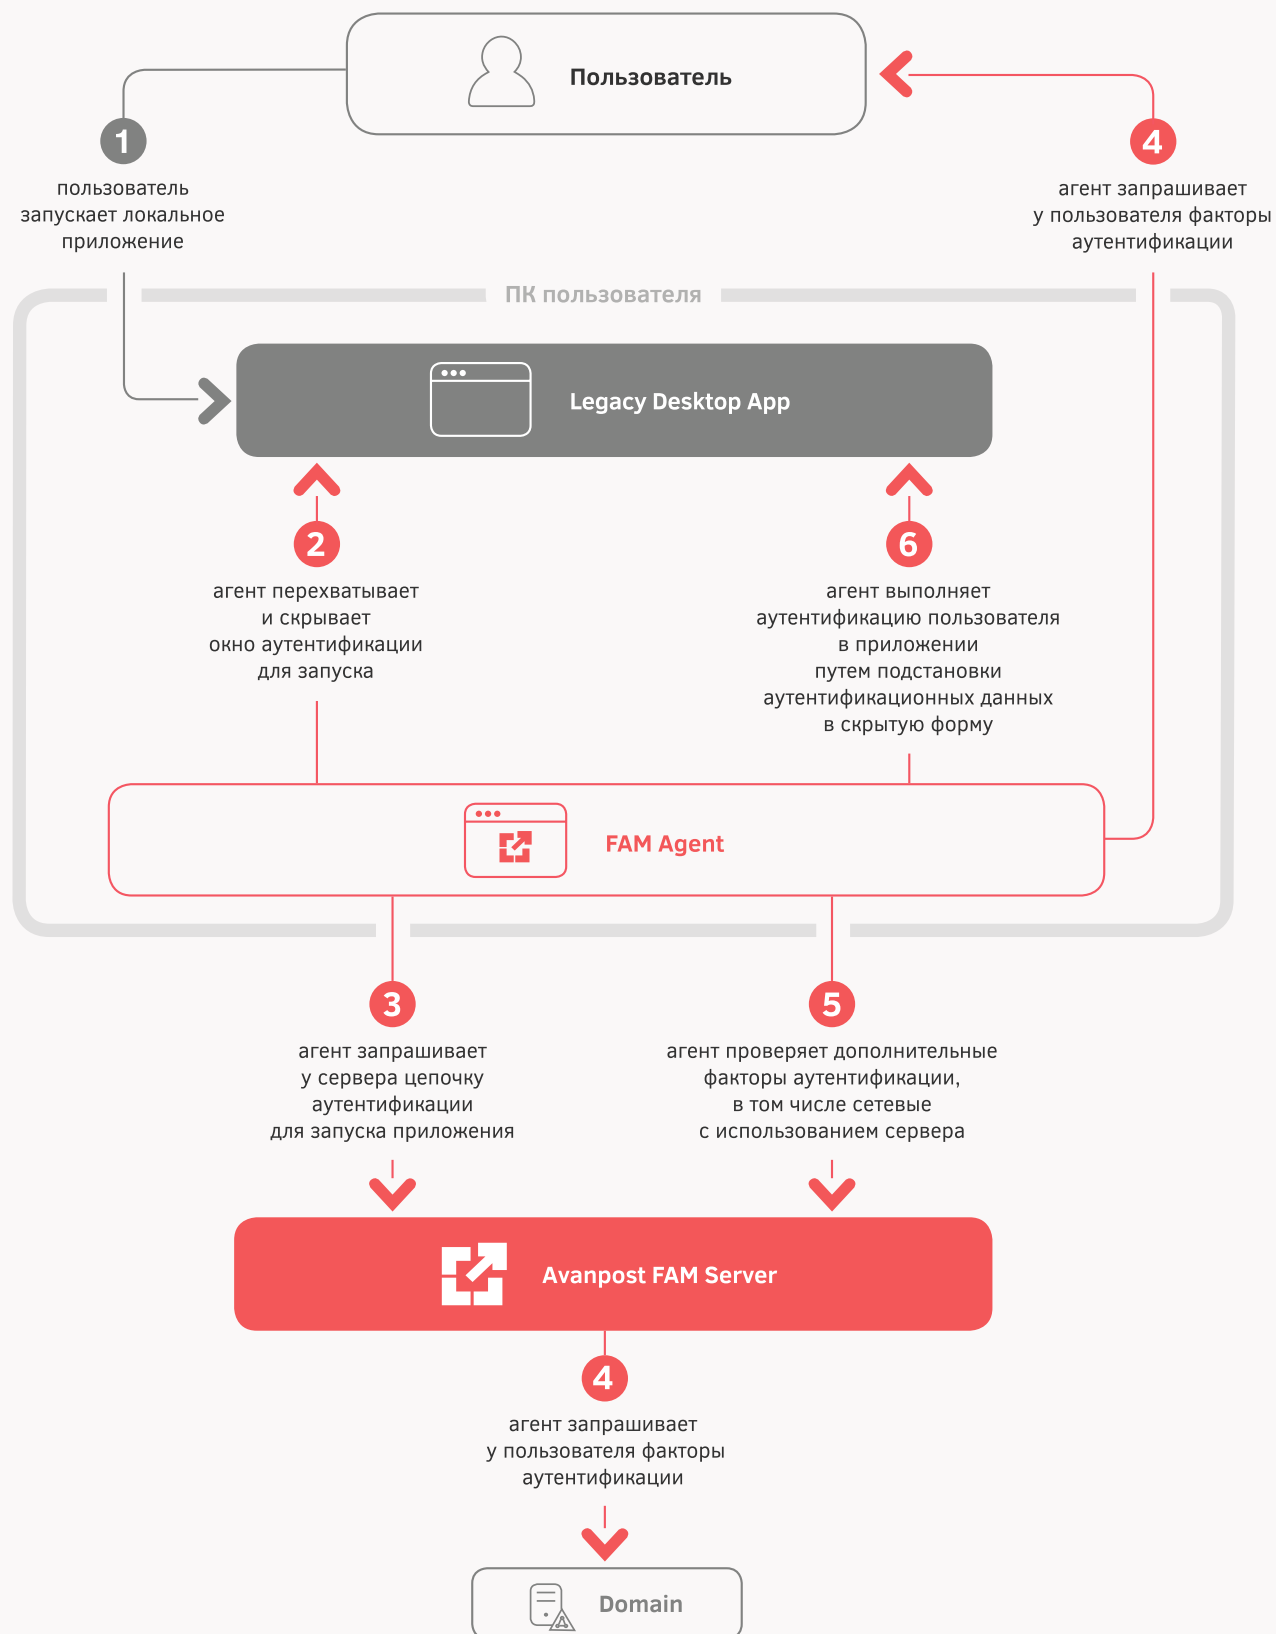 Пользователь
1
пользователь
запускает локальное
приложение
4
агент запрашивает
у пользователя факторы
аутентификации
ПК пользователя
Legacy Desktop App
2
агент перехватывает
и скрывает
окно аутентификации
для запуска
6
агент выполняет
аутентификацию пользователя
в приложении
путем подстановки
аутентификационных данных
в скрытую форму
FAM Agent
3
агент запрашивает
у сервера цепочку
аутентификации
для запуска приложения
5
агент проверяет дополнительные
факторы аутентификации,
в том числе сетевые
с использованием сервера
Avanpost FAM Server
4
агент запрашивает
у пользователя факторы
аутентификации
Domain